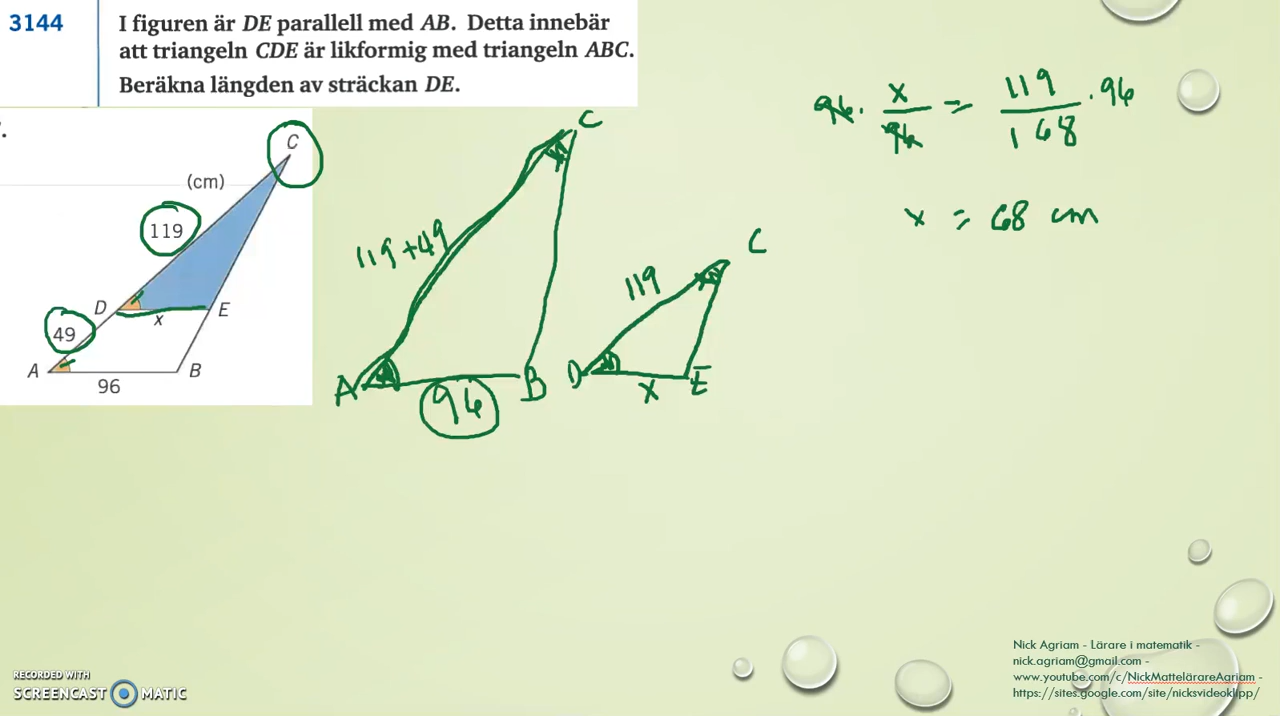 3144
I figuren är DE parallell med AB. Detta innebär
att triangeln CDE är likformig med triangeln ABC.
Beräkna längden av sträckan DE.
C
(cm)
119
D
E
x
49
A
B
96
C
119+49
A
B
96
C
119
D
E
x
96 · x/96 = 119/168 · 96
x = 68 cm
Nick Agriam - Lärare i matematik -
nick.agriam@gmail.com -
www.youtube.com/c/NickMattelärareAgriam -
https://sites.google.com/site/nicksvideoklipp/
RECORDED WITH
SCREENCAST MATIC